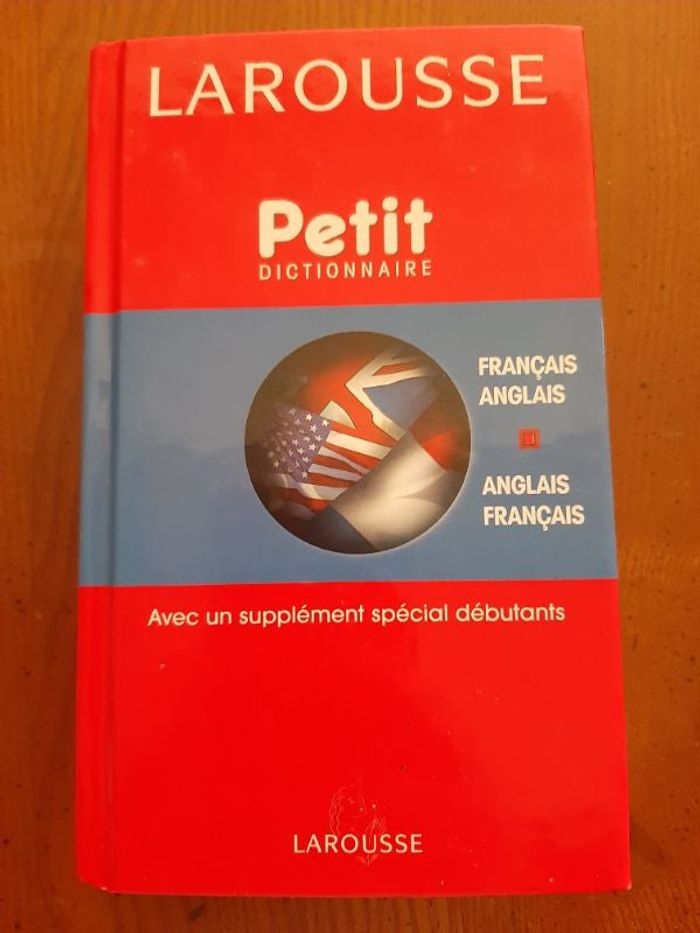 LAROUSSE
Petit
DICTIONNAIRE
FRANÇAIS
ANGLAIS
ANGLAIS
FRANÇAIS
Avec un supplément spécial débutants
LAROUSSE